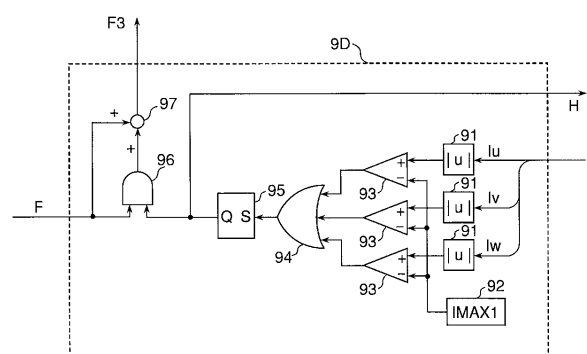 F3
9D
+
97
H
+
96
91
|u|
Iu
+
−
93
91
|u|
Iv
95
Q S
F
+
−
93
91
|u|
Iw
94
+
−
93
92
IMAX1